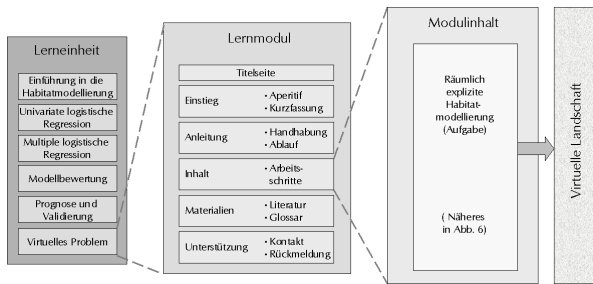 Lerneinheit
Einführung in die
Habitatmodellierung
Univariate logistische
Regression
Multiple logistische
Regression
Modellbewertung
Prognose und
Validierung
Virtuelles Problem
Lernmodul
Titelseite
Einstieg
• Aperitif
• Kurzfassung
Anleitung
• Handhabung
• Ablauf
Inhalt
• Arbeits-
schritte
Materialien
• Literatur
• Glossar
Unterstützung
• Kontakt
• Rückmeldung
Modulinhalt
Räumlich
explizite
Habitat-
modellierung
(Aufgabe)
( Näheres
in Abb. 6)
Virtuelle Landschaft